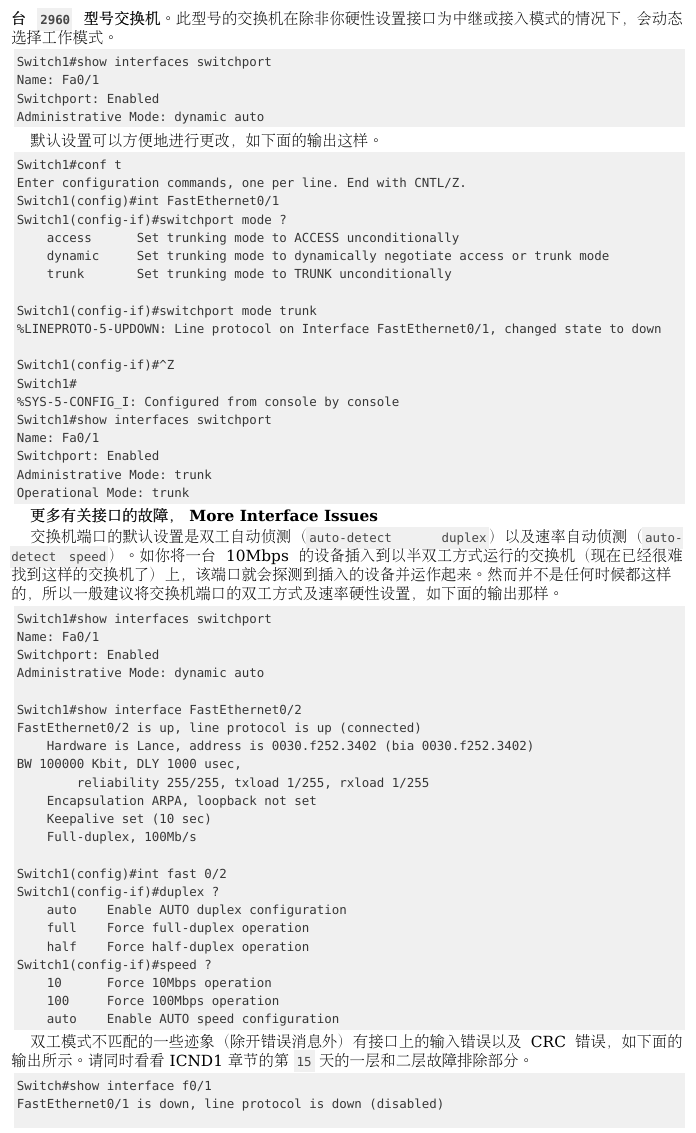 台 2960 型号交换机。此型号的交换机在除非你硬性设置接口为中继或接入模式的情况下，会动态
选择工作模式。
Switch1#show interfaces switchport
Name: Fa0/1
Switchport: Enabled
Administrative Mode: dynamic auto
默认设置可以方便地进行更改，如下面的输出这样。
Switch1#conf t
Enter configuration commands, one per line. End with CNTL/Z.
Switch1(config)#int FastEthernet0/1
Switch1(config-if)#switchport mode ?
access Set trunking mode to ACCESS unconditionally
dynamic Set trunking mode to dynamically negotiate access or trunk mode
trunk Set trunking mode to TRUNK unconditionally
Switch1(config-if)#switchport mode trunk
%LINEPROTO-5-UPDOWN: Line protocol on Interface FastEthernet0/1, changed state to down
Switch1(config-if)#^Z
Switch1#
%SYS-5-CONFIG_I: Configured from console by console
Switch1#show interfaces switchport
Name: Fa0/1
Switchport: Enabled
Administrative Mode: trunk
Operational Mode: trunk
更多有关接口的故障， More Interface Issues
交换机端口的默认设置是双工自动侦测（auto-detect duplex）以及速率自动侦测（auto-
detect speed）。如你将一台 10Mbps 的设备插入到以半双工方式运行的交换机（现在已经很难
找到这样的交换机了）上，该端口就会探测到插入的设备并运作起来。然而并不是任何时候都这样
的，所以一般建议将交换机端口的双工方式及速率硬性设置，如下面的输出那样。
Switch1#show interfaces switchport
Name: Fa0/1
Switchport: Enabled
Administrative Mode: dynamic auto
Switch1#show interface FastEthernet0/2
FastEthernet0/2 is up, line protocol is up (connected)
Hardware is Lance, address is 0030.f252.3402 (bia 0030.f252.3402)
BW 100000 Kbit, DLY 1000 usec,
reliability 255/255, txload 1/255, rxload 1/255
Encapsulation ARPA, loopback not set
Keepalive set (10 sec)
Full-duplex, 100Mb/s
Switch1(config)#int fast 0/2
Switch1(config-if)#duplex ?
auto Enable AUTO duplex configuration
full Force full-duplex operation
half Force half-duplex operation
Switch1(config-if)#speed ?
10 Force 10Mbps operation
100 Force 100Mbps operation
auto Enable AUTO speed configuration
双工模式不匹配的一些迹象（除开错误消息外）有接口上的输入错误以及 CRC 错误，如下面的
输出所示。请同时看看 ICND1 章节的第 15 天的一层和二层故障排除部分。
Switch#show interface f0/1
FastEthernet0/1 is down, line protocol is down (disabled)